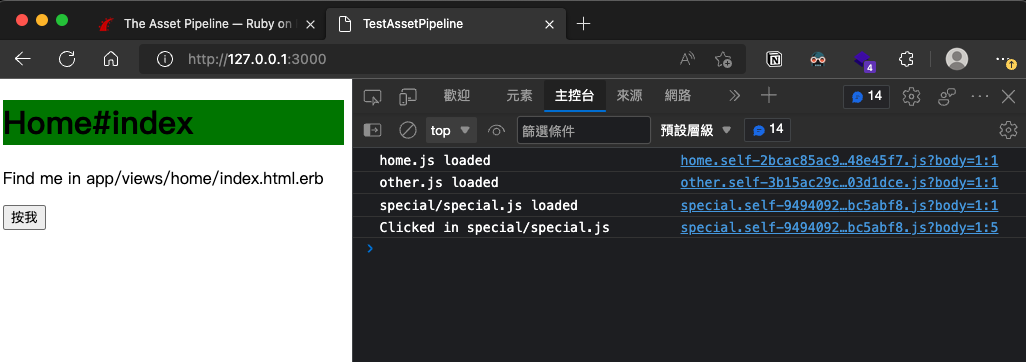 The Asset Pipeline — Ruby on
TestAssetPipeline
http://127.0.0.1:3000
4
Home#index
Find me in app/views/home/index.html.erb
按我
歡迎 元素 主控台 來源 網路 14
top 篩選條件 預設層級 14
home.js loaded home.self-2bcac85ac9…48e45f7.js?body=1:1
other.js loaded other.self-3b15ac29c…03d1dce.js?body=1:1
special/special.js loaded special.self-9494092…bc5abf8.js?body=1:1
Clicked in special/special.js special.self-9494092…bc5abf8.js?body=1:5